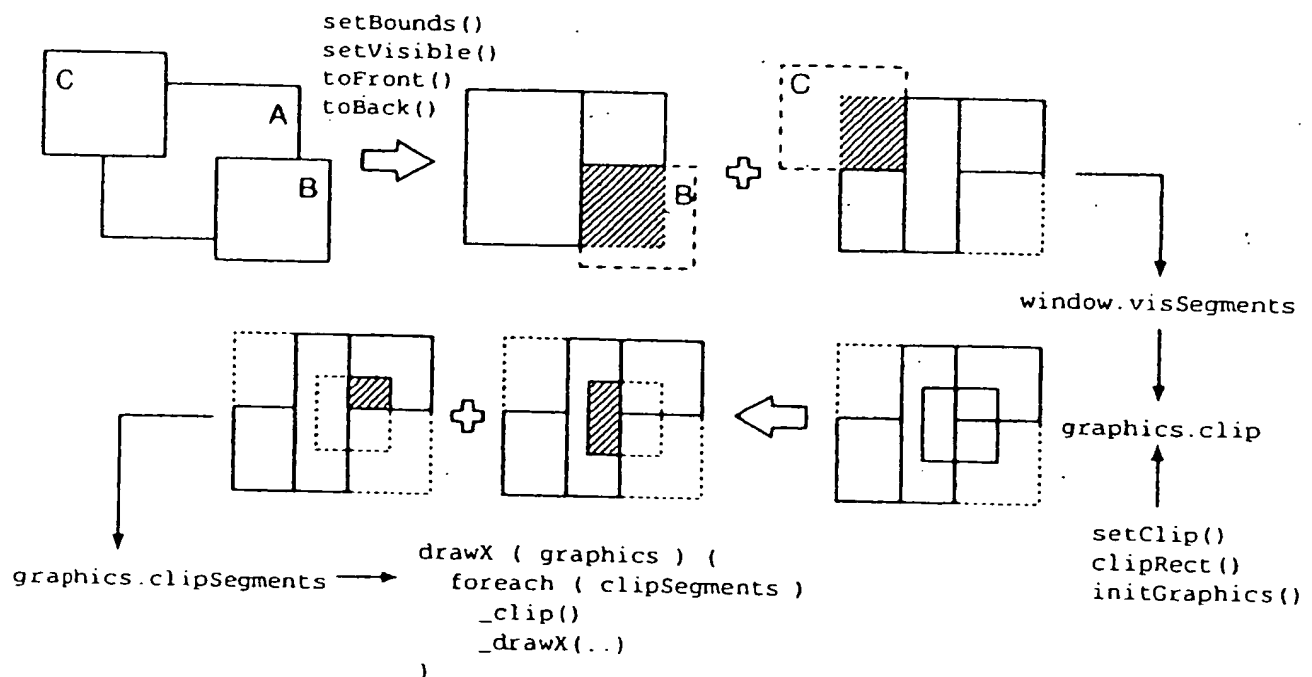 setBounds()
setVisible()
toFront()
toBack()
C
A
B
B
C
window.visSegments
graphics.clip
setClip()
clipRect()
initGraphics()
graphics.clipSegments
drawX ( graphics ) (
foreach ( clipSegments )
_clip()
_drawX(..)
)